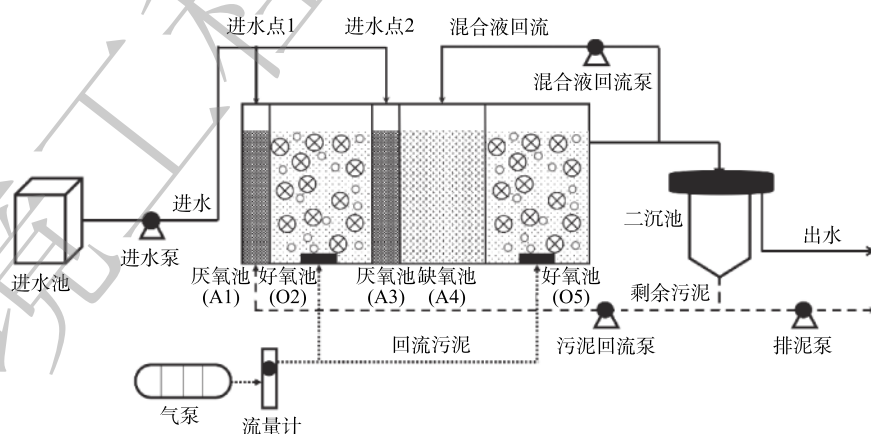 进水点1
进水点2
混合液回流
混合液回流泵
进水
进水泵
进水池
二沉池
出水
厌氧池
(A1)
好氧池
(O2)
厌氧池
(A3)
缺氧池
(A4)
好氧池
(O5)
剩余污泥
回流污泥
污泥回流泵
排泥泵
气泵
流量计
工程